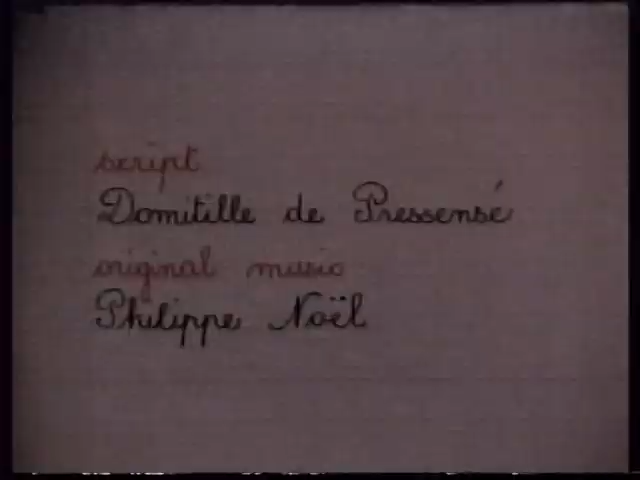 script
Domitille de Pressensé
original music
Philippe Noël